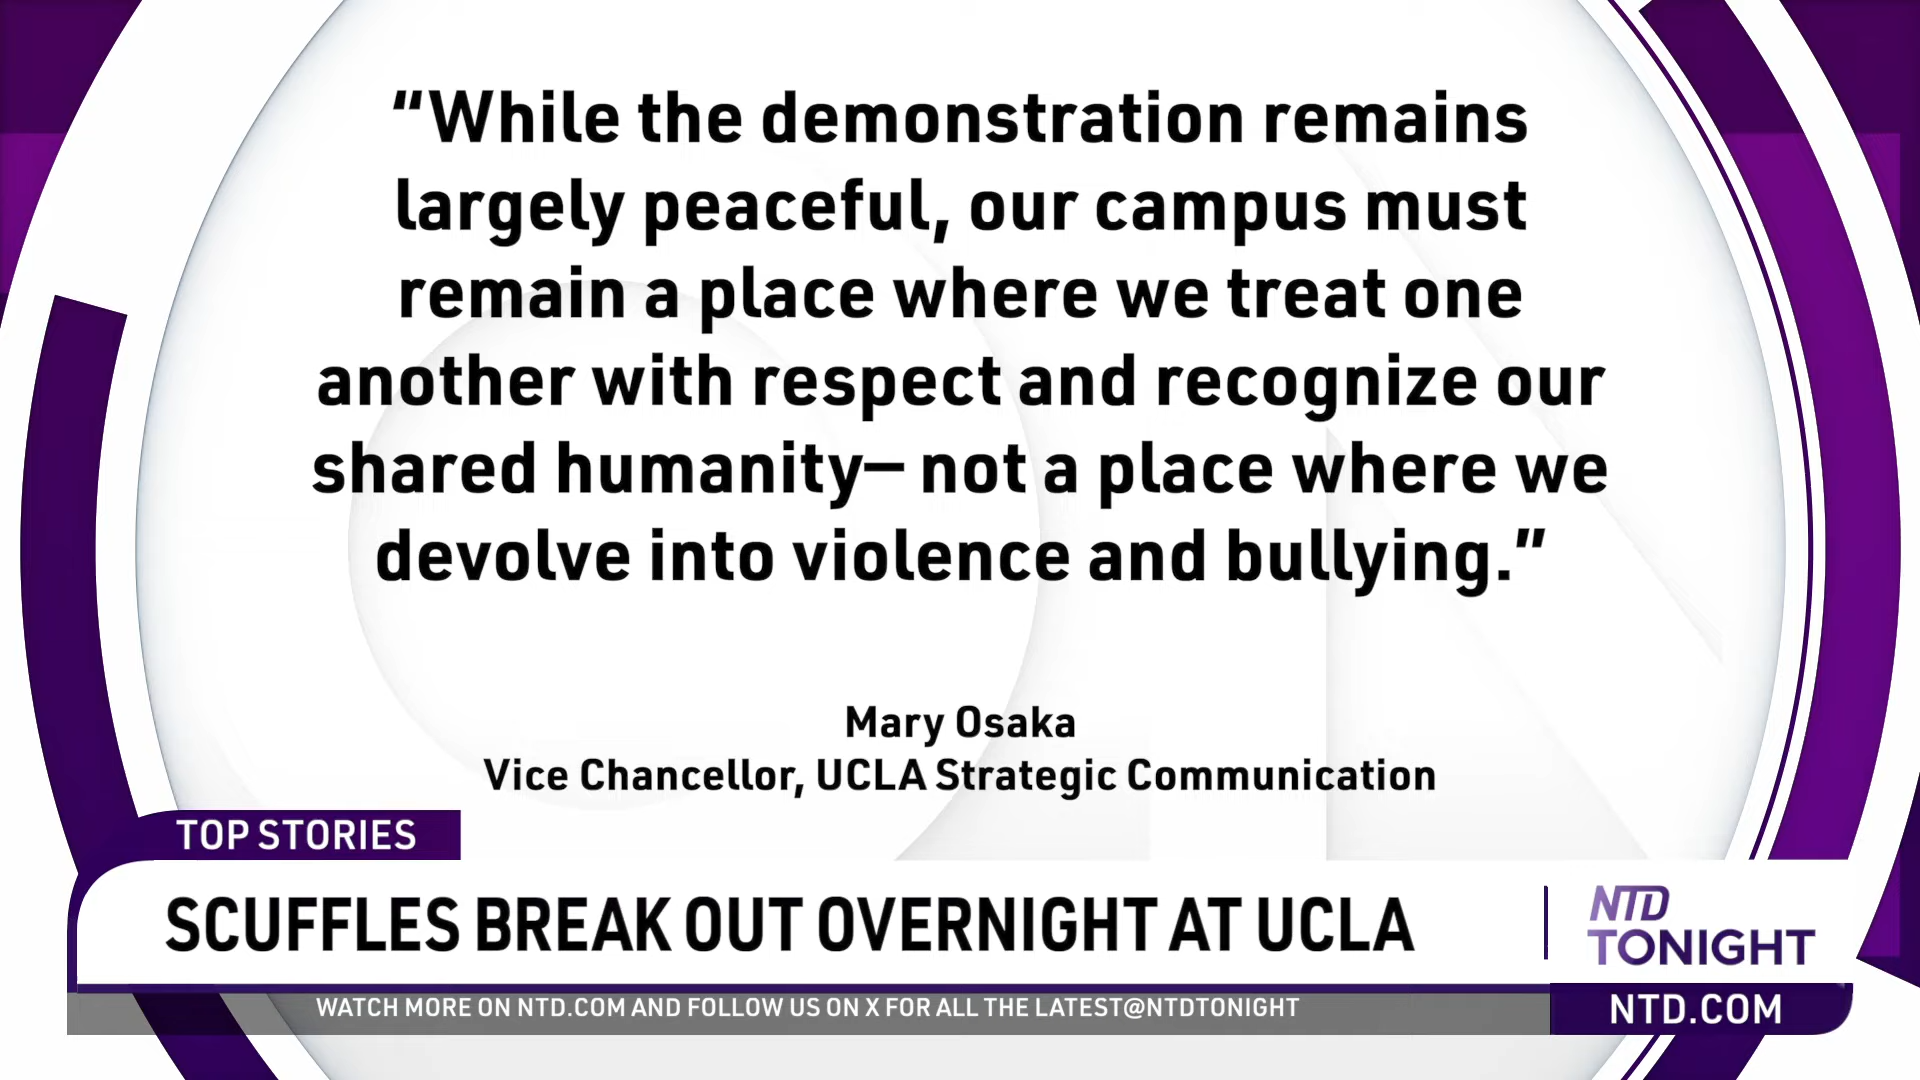 “While the demonstration remains
largely peaceful, our campus must
remain a place where we treat one
another with respect and recognize our
shared humanity— not a place where we
devolve into violence and bullying.”
Mary Osaka
Vice Chancellor, UCLA Strategic Communication
TOP STORIES
SCUFFLES BREAK OUT OVERNIGHT AT UCLA
NTD
TONIGHT
WATCH MORE ON NTD.COM AND FOLLOW US ON X FOR ALL THE LATEST@NTDTONIGHT
NTD.COM